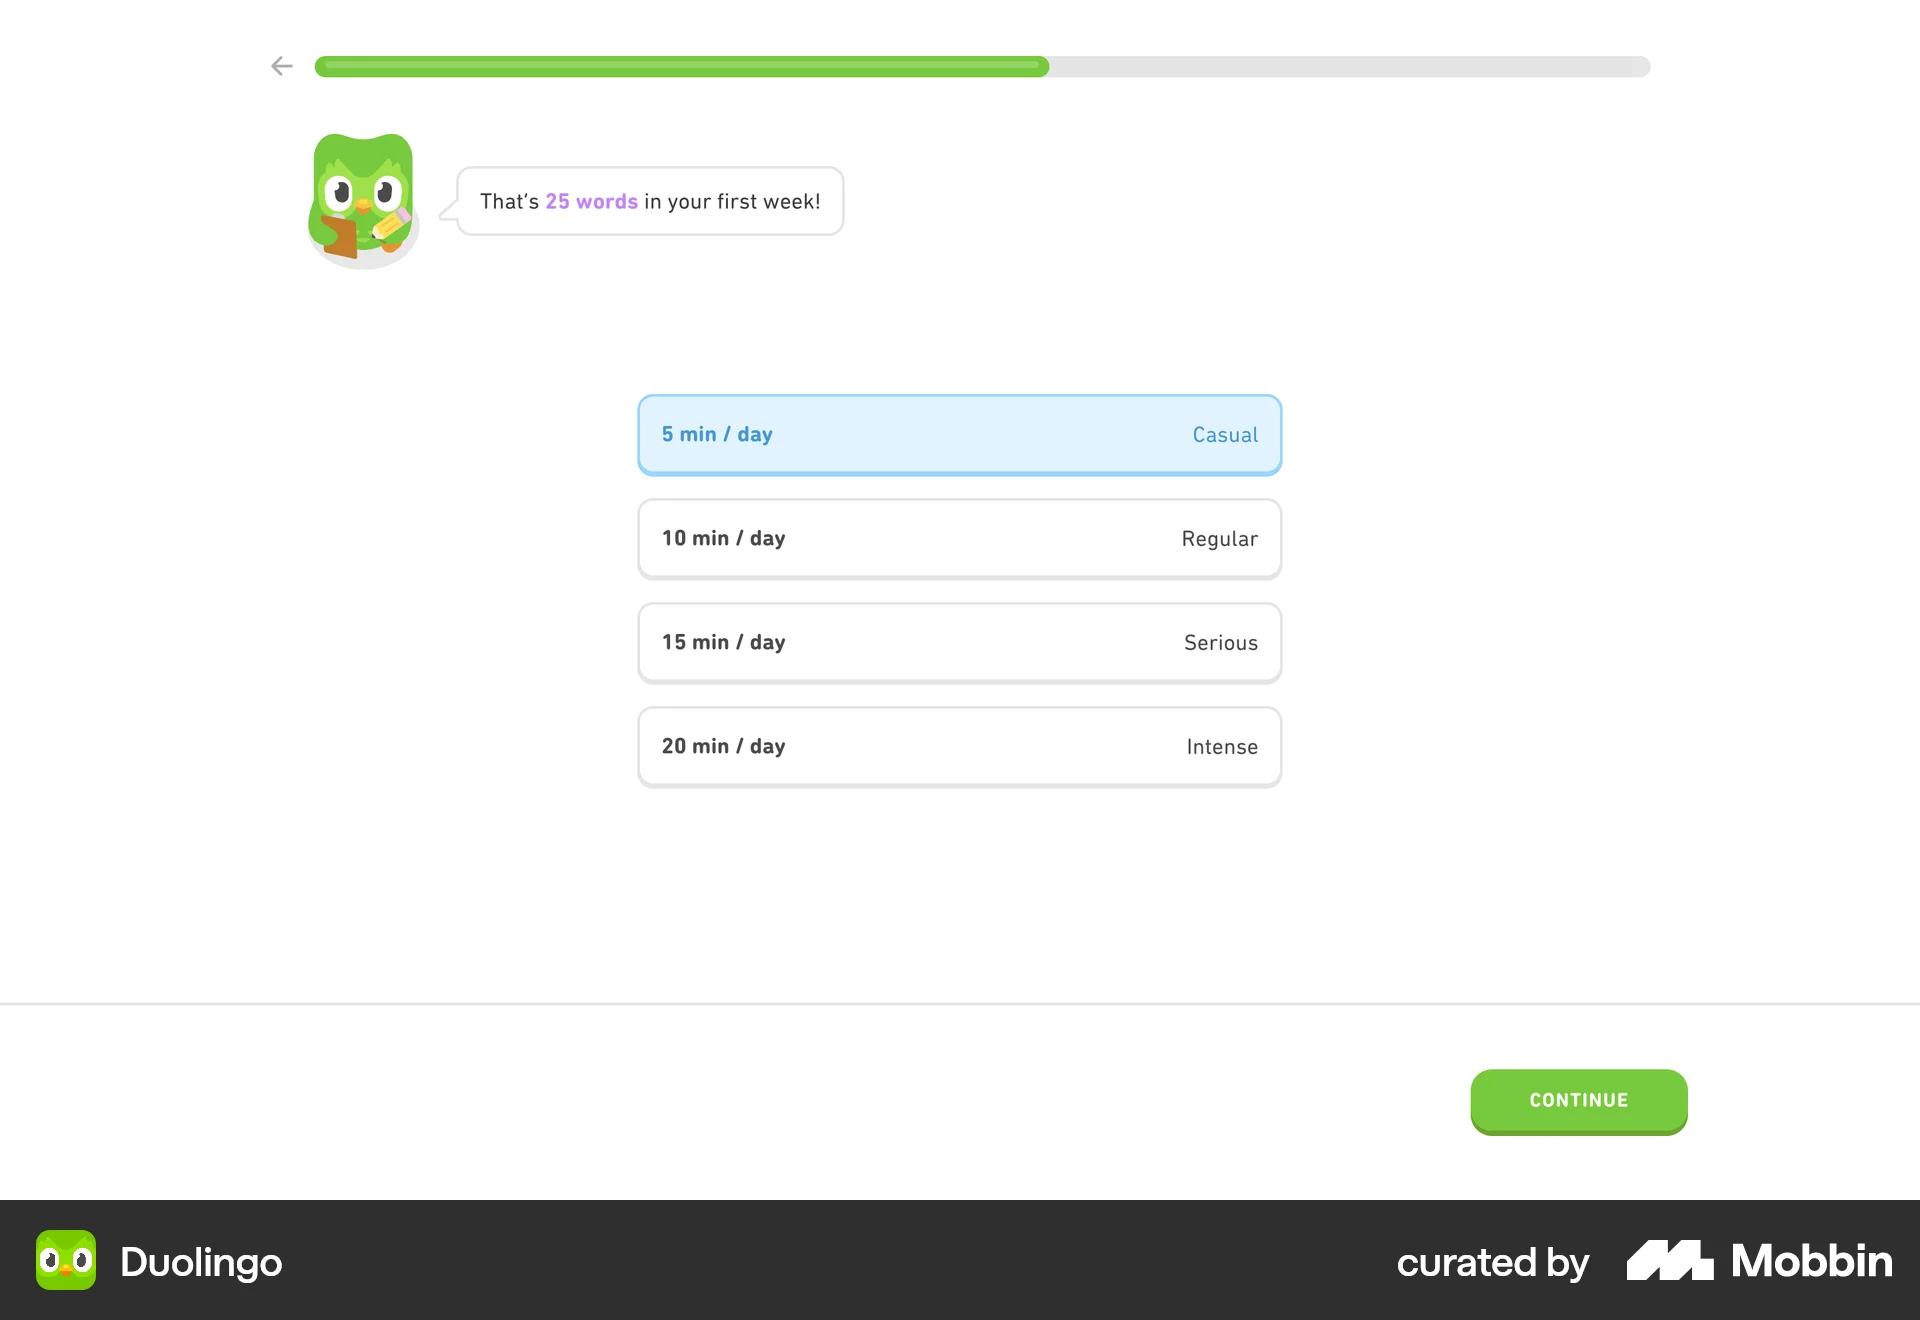 That’s 25 words in your first week!
5 min / day Casual
10 min / day Regular
15 min / day Serious
20 min / day Intense
CONTINUE
Duolingo curated by Mobbin